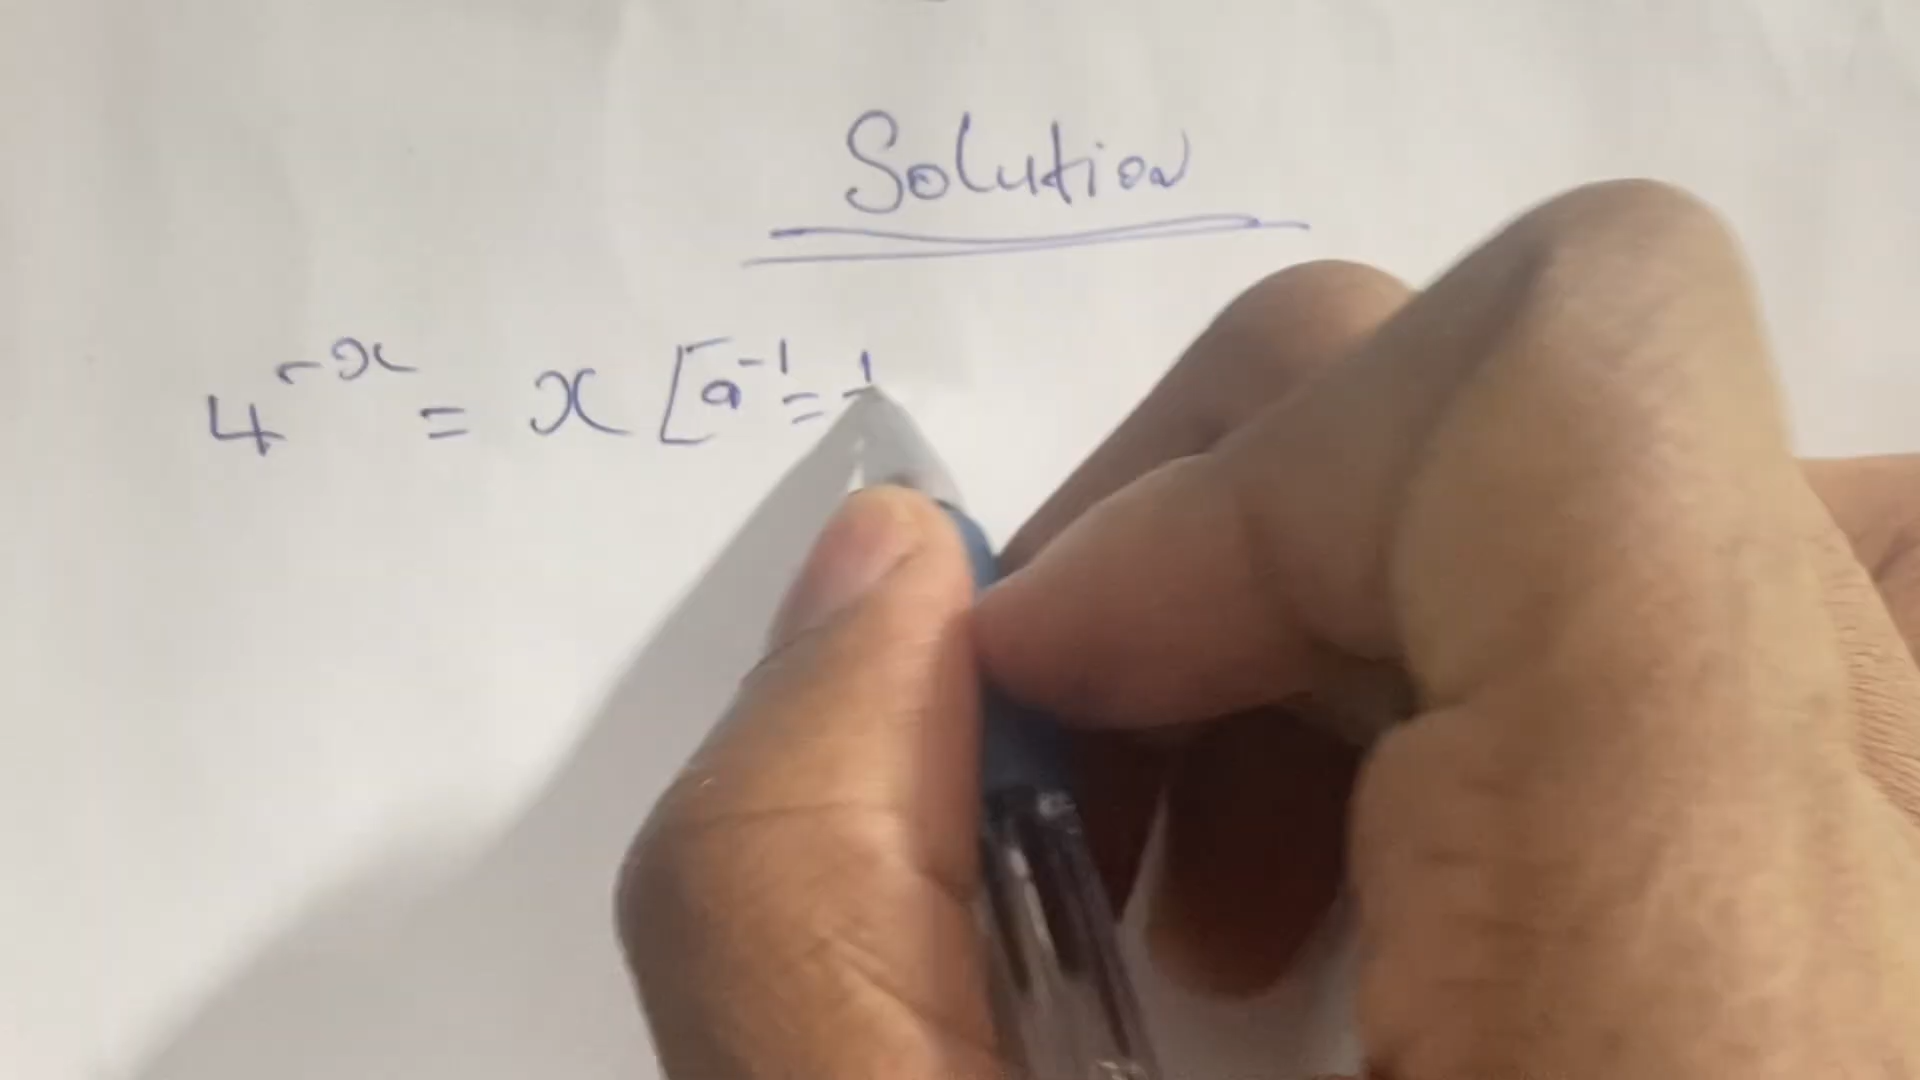 Solution
4^{-x} = x [a^{-1} = 1